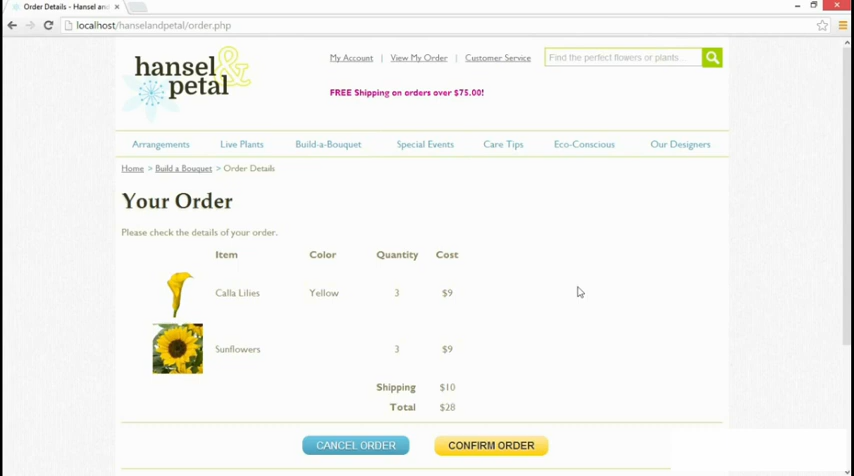 Order Details - Hansel and
localhost/hanselandpetal/order.php
hansel & petal
My Account | View My Order | Customer Service
Find the perfect flowers or plants...
FREE Shipping on orders over $75.00!
Arrangements Live Plants Build-a-Bouquet Special Events Care Tips Eco-Conscious Our Designers
Home > Build a Bouquet > Order Details
Your Order
Please check the details of your order.
Item Color Quantity Cost
Calla Lilies Yellow 3 $9
Sunflowers 3 $9
Shipping $10
Total $28
CANCEL ORDER CONFIRM ORDER